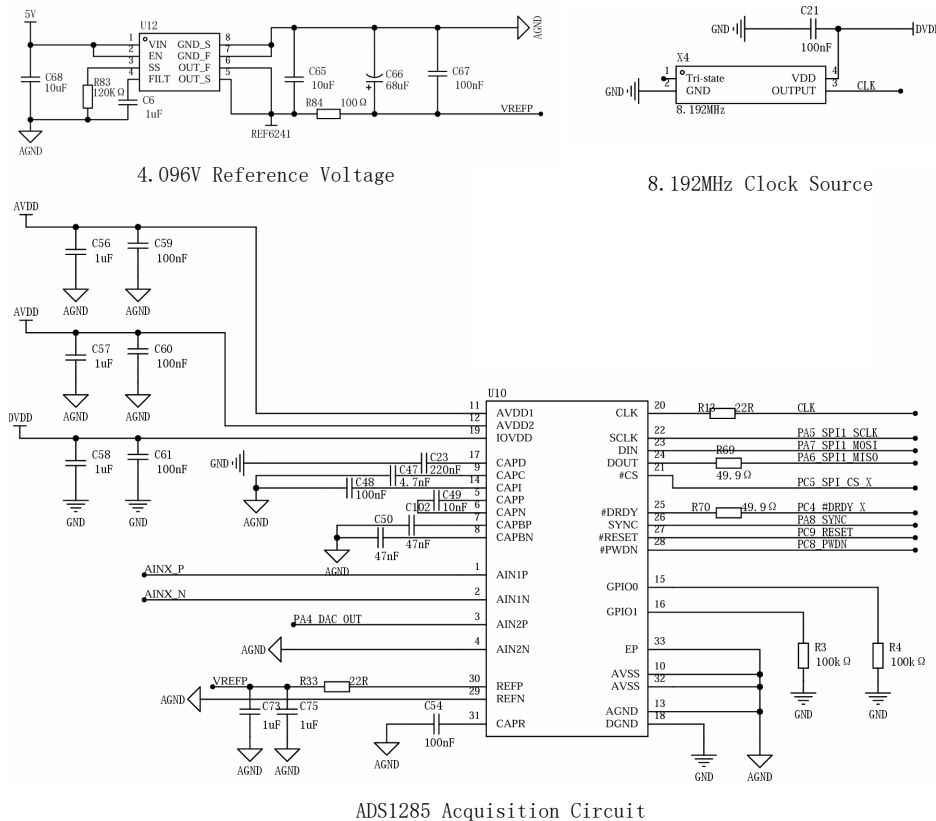 5V
U12
1 VIN GND_S 8
2 EN GND_F 7
3 SS OUT_F 6
4 FILT OUT_S 5
C68
10uF
R83
120KΩ
C6
1uF
AGND
C65
10uF
C66
68uF
C67
100nF
R84 100Ω
REF6241
VREFP
AGND
4.096V Reference Voltage
C21
GND
100nF
X4
1 Tri-state VDD 4
2 GND OUTPUT 3
GND
CLK
8.192MHz
8.192MHz Clock Source
AVDD
C56
1uF
C59
100nF
AGND
AGND
AVDD
C57
1uF
C60
100nF
AGND
AGND
C58
1uF
C61
100nF
GND
GND
U10
11 AVDD1 CLK 20
12 AVDD2
19 IOVDD SCLK 22
DIN 23
17 CAPD DOUT 24
9 CAPC #CS 21
14 CAPI
5 CAPP
6 CAPN #DRDY 25
7 CAPBP SYNC 26
8 CAPBN #RESET 27
#PWDN 28
1 AIN1P GPIO0 15
2 AIN1N GPIO1 16
3 AIN2P
4 AIN2N EP 33
AVSS 10
30 REFP AVSS 32
29 REFN
AGND 13
31 CAPR DGND 18
GND
C23
220nF
C47
4.7nF
C48
100nF
C49
10nF
C102
47nF
C50
47nF
AGND
AGND
AINX_P
AINX_N
PA4 DAC OUT
AGND
VREFP
R33 22R
AGND
C73
1uF
C75
1uF
AGND
AGND
C54
100nF
AGND
R13 22R CLK
PA5 SPI1 SCLK
PA7 SPI1 MOSI
R69
PA6 SPI1 MISO
49.9Ω
PC5 SPI CS X
R70 49.9Ω PC4 #DRDY X
PA8 SYNC
PC9 RESET
PC8 PWDN
R3
100kΩ
R4
100kΩ
GND
GND
GND
AGND
ADS1285 Acquisition Circuit